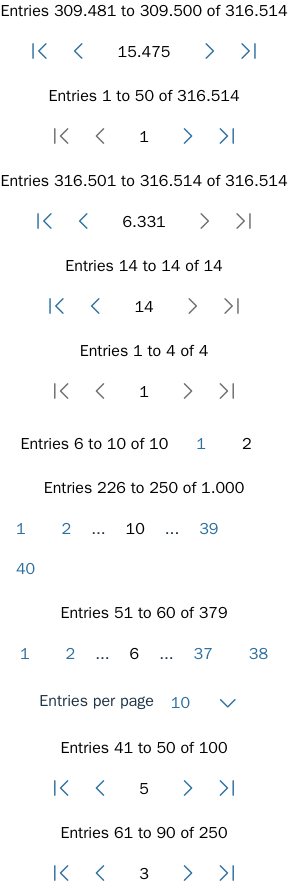 Entries 309.481 to 309.500 of 316.514
15.475
Entries 1 to 50 of 316.514
1
Entries 316.501 to 316.514 of 316.514
6.331
Entries 14 to 14 of 14
14
Entries 1 to 4 of 4
1
Entries 6 to 10 of 10 1 2
Entries 226 to 250 of 1.000
1 2 ... 10 ... 39
40
Entries 51 to 60 of 379
1 2 ... 6 ... 37 38
Entries per page 10
Entries 41 to 50 of 100
5
Entries 61 to 90 of 250
3